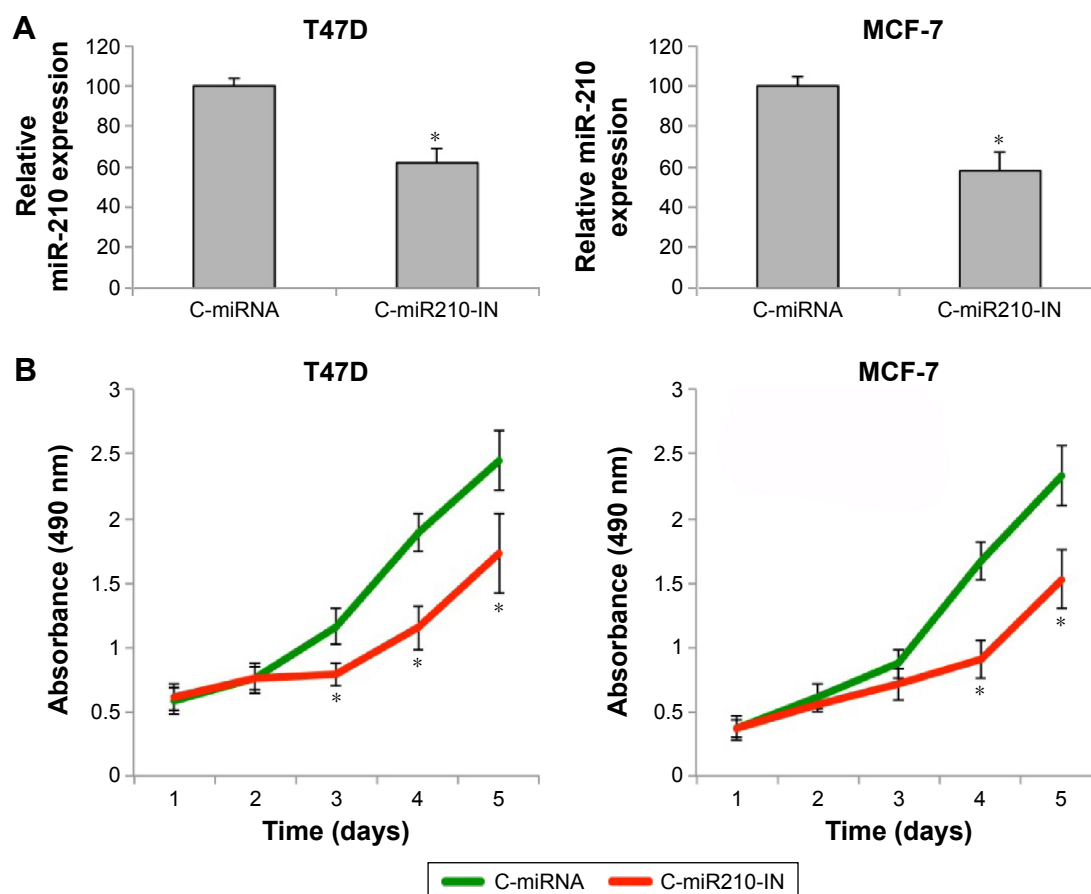 A
T47D
Relative
miR-210 expression
120
100
80
60
40
20
0
*
C-miRNA
C-miR210-IN
MCF-7
Relative miR-210
expression
120
100
80
60
40
20
0
*
C-miRNA
C-miR210-IN
B
T47D
Absorbance (490 nm)
3
2.5
2
1.5
1
0.5
0
*
*
*
1 2 3 4 5
Time (days)
MCF-7
Absorbance (490 nm)
3
2.5
2
1.5
1
0.5
0
*
*
1 2 3 4 5
Time (days)
C-miRNA C-miR210-IN